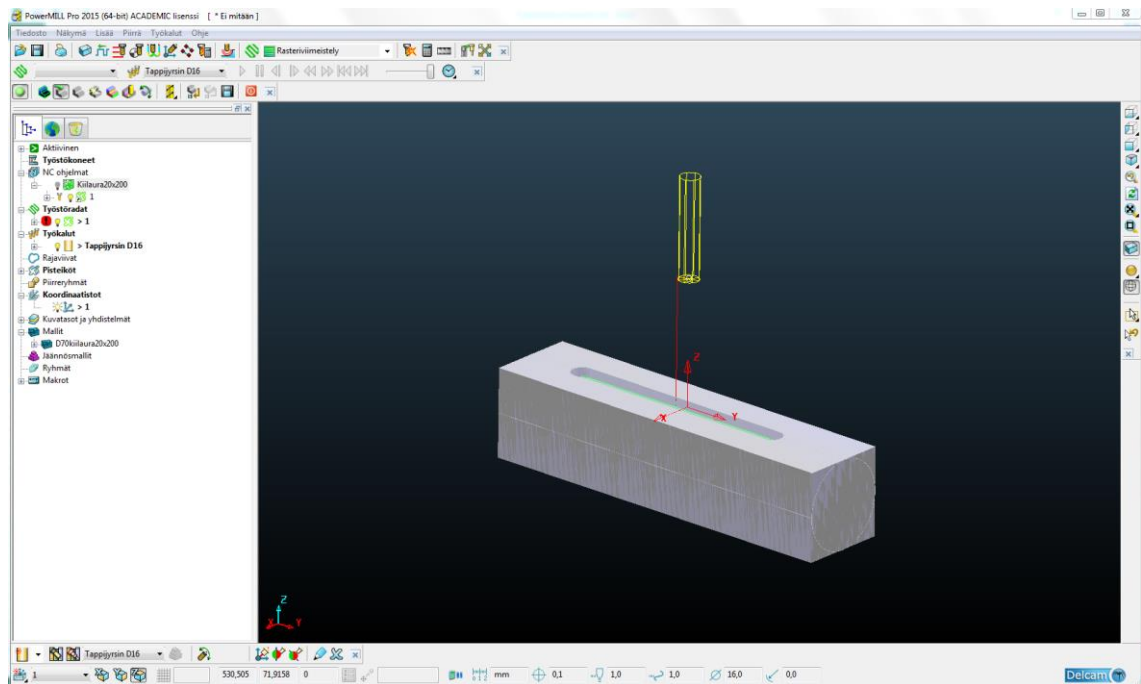 PowerMILL Pro 2015 (64-bit) ACADEMIC lisenssi [ * Ei mitään ]
Tiedosto Näkymä Lisää Piirrä Työkalut Ohje
Rasteriviimeistely
Tappijyrsin D16
Aktiivinen
Työstökoneet
NC ohjelmat
Kiilaura20x200
1
Työstöradat
> 1
Työkalut
> Tappijyrsin D16
Rajaviivat
Pisteiköt
Piirreryhmät
Koordinaatistot
> 1
Kuvatasot ja yhdistelmät
Mallit
D70kiilaura20x200
Jäännösmallit
Ryhmät
Makrot
Z
X Y
Z
X Y
Tappijyrsin D16
1 530,505 71,9158 0 mm 0,1 1,0 1,0 16,0 0,0 Delcam